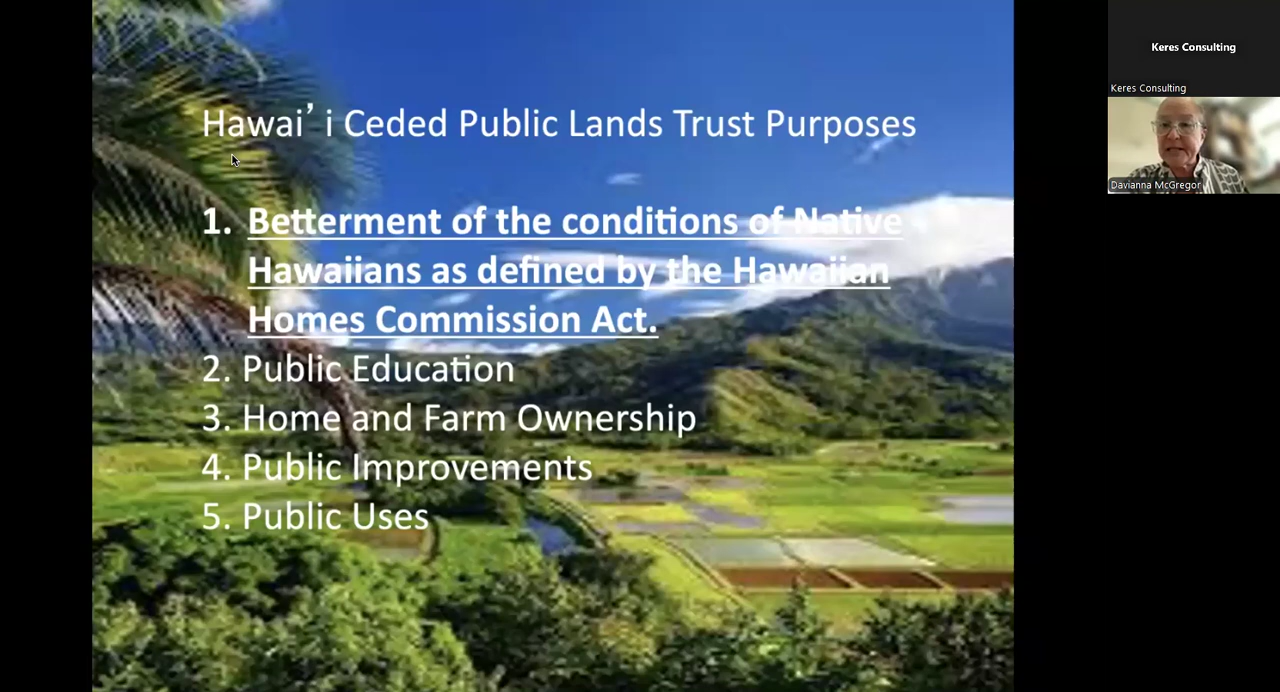 Hawai’ i Ceded Public Lands Trust Purposes
1. Betterment of the conditions of Native
Hawaiians as defined by the Hawaiian
Homes Commission Act.
2. Public Education
3. Home and Farm Ownership
4. Public Improvements
5. Public Uses
Keres Consulting
Keres Consulting
Davianna McGregor